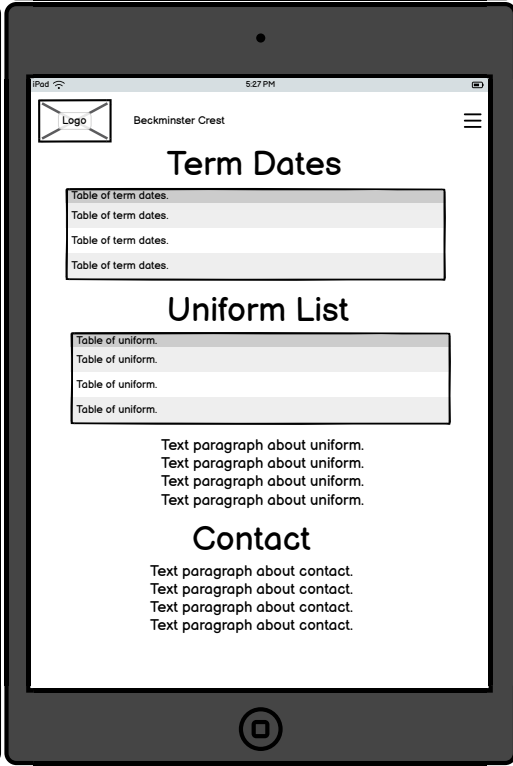 iPad 5:27 PM
Logo Beckminster Crest
Term Dates
Table of term dates.
Table of term dates.
Table of term dates.
Table of term dates.
Uniform List
Table of uniform.
Table of uniform.
Table of uniform.
Table of uniform.
Text paragraph about uniform.
Text paragraph about uniform.
Text paragraph about uniform.
Text paragraph about uniform.
Contact
Text paragraph about contact.
Text paragraph about contact.
Text paragraph about contact.
Text paragraph about contact.